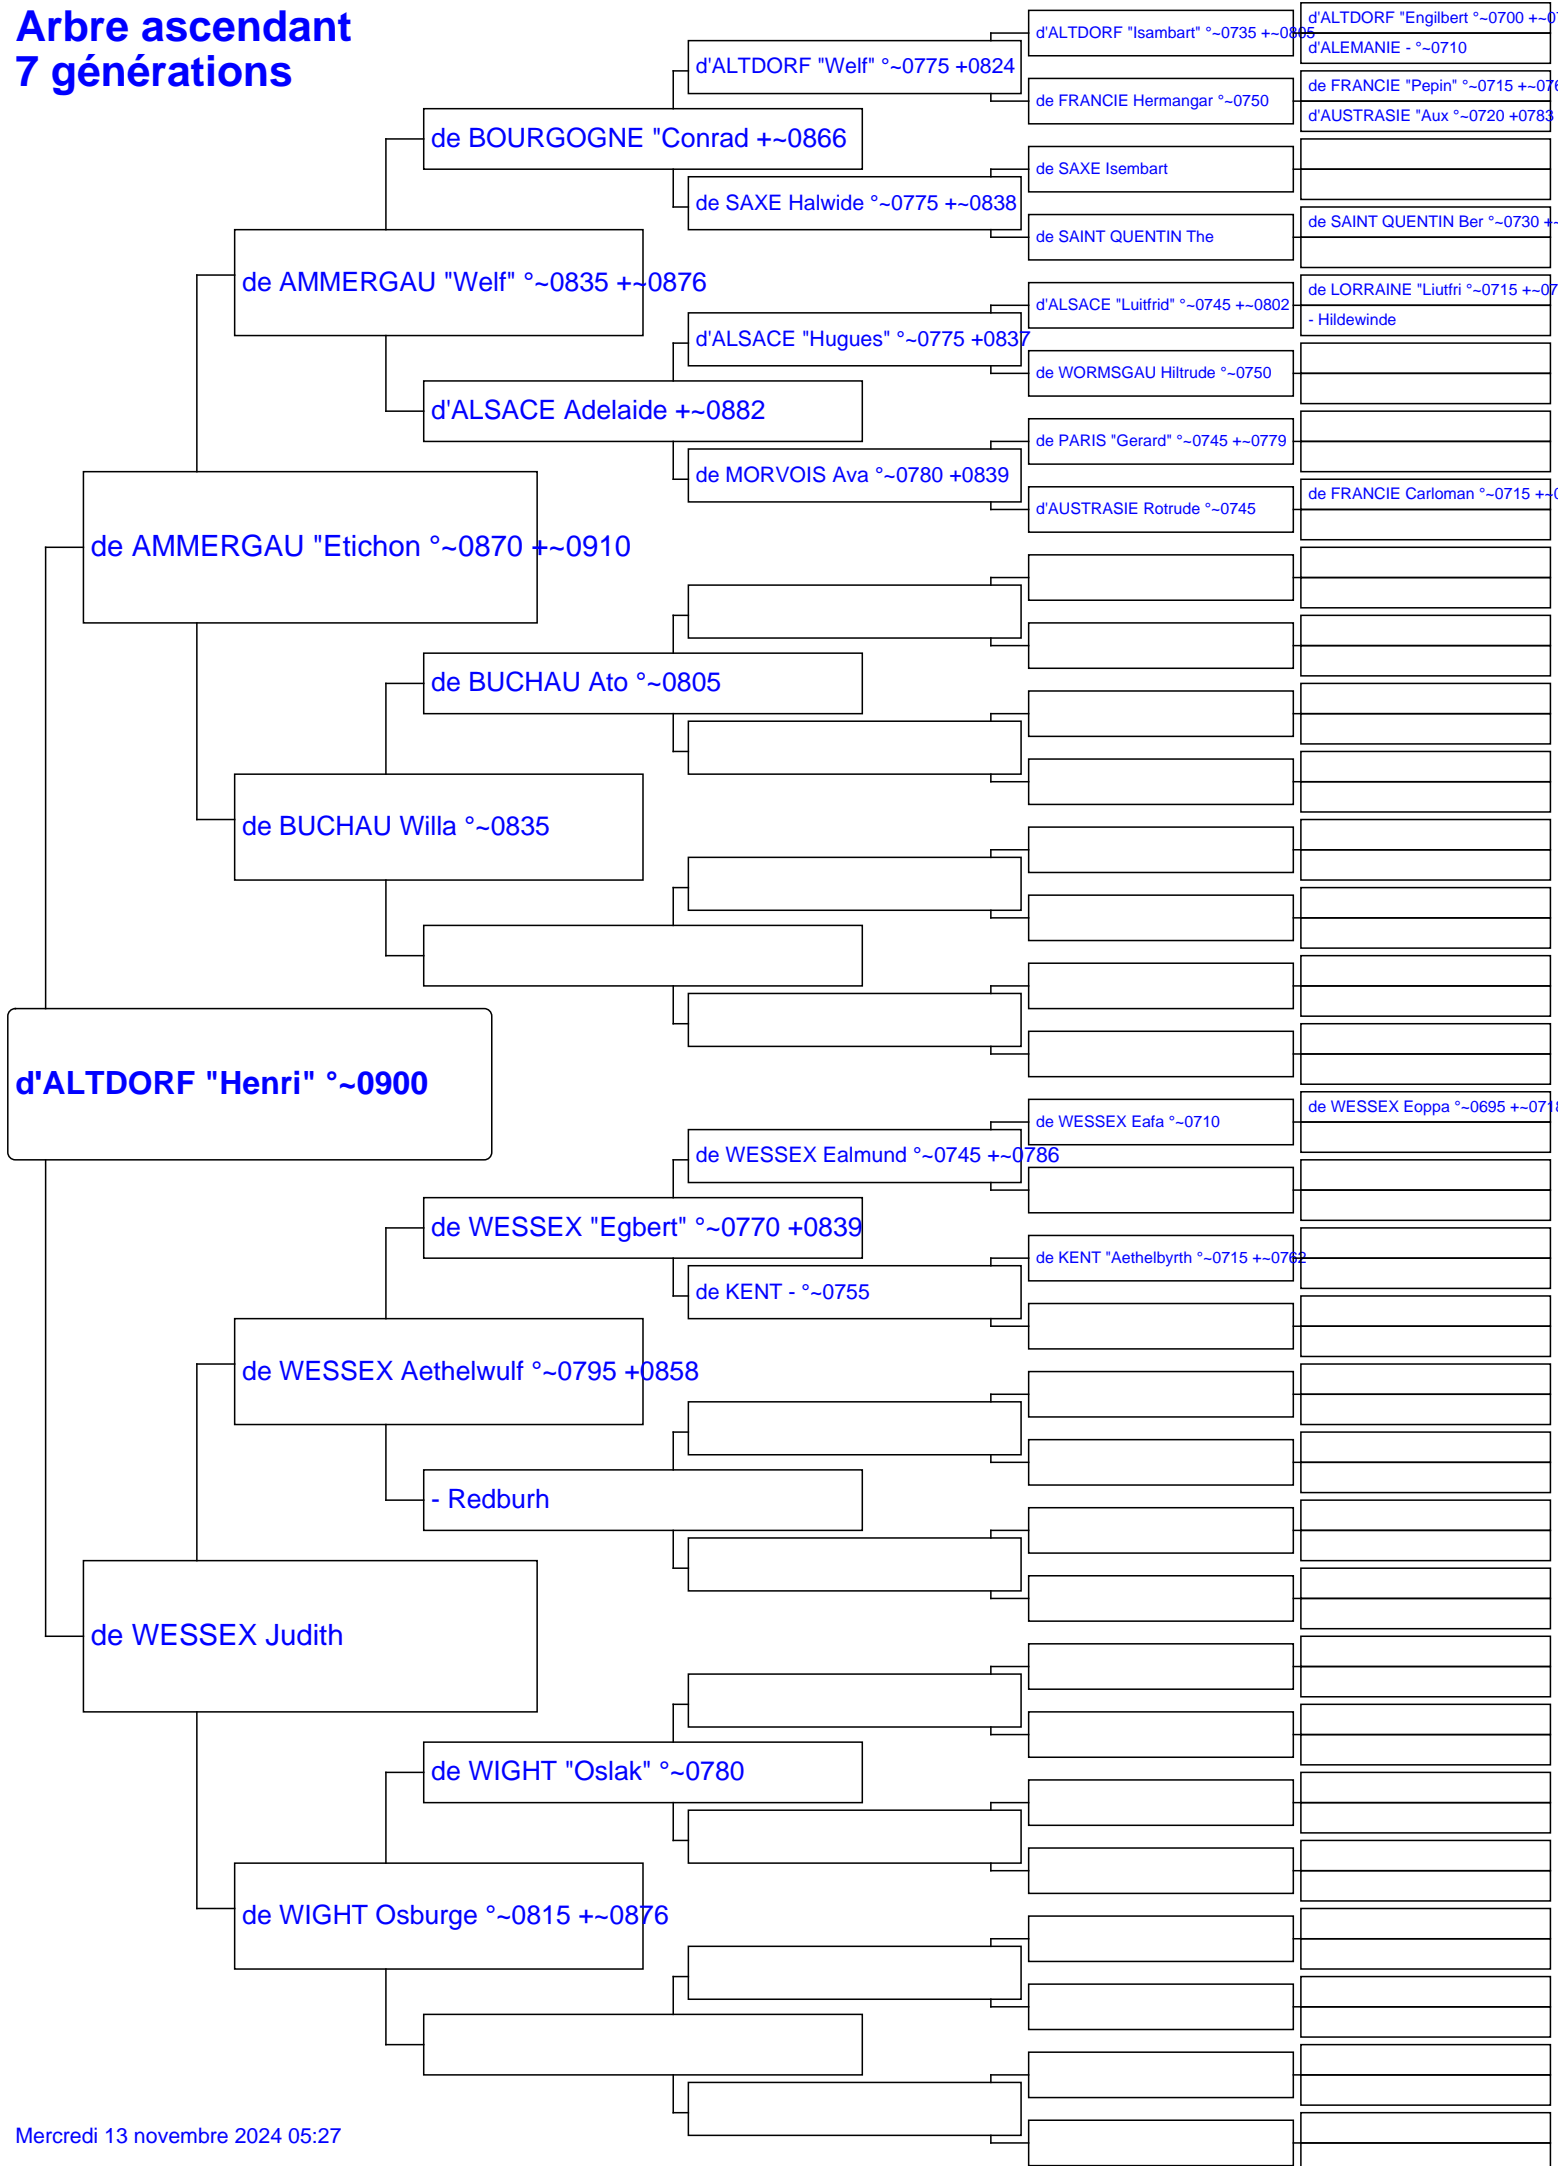 Arbre ascendant
7 générations
d'ALTDORF "Henri" °~0900
de AMMERGAU "Etichon °~0870 +~0910
de WESSEX Judith
de AMMERGAU "Welf" °~0835 +~0876
de BUCHAU Willa °~0835
de WESSEX Aethelwulf °~0795 +0858
de WIGHT Osburge °~0815 +~0876
de BOURGOGNE "Conrad +~0866
d'ALSACE Adelaide +~0882
de BUCHAU Ato °~0805
de WESSEX "Egbert" °~0770 +0839
- Redburh
de WIGHT "Oslak" °~0780
d'ALTDORF "Welf" °~0775 +0824
de SAXE Halwide °~0775 +~0838
d'ALSACE "Hugues" °~0775 +0837
de MORVOIS Ava °~0780 +0839
de WESSEX Ealmund °~0745 +~0786
de KENT - °~0755
d'ALTDORF "Isambart" °~0735 +~0805
de FRANCIE Hermangar °~0750
de SAXE Isembart
de SAINT QUENTIN The
d'ALSACE "Luitfrid" °~0745 +~0802
de WORMSGAU Hiltrude °~0750
de PARIS "Gerard" °~0745 +~0779
d'AUSTRASIE Rotrude °~0745
de WESSEX Eafa °~0710
de KENT "Aethelbyrth °~0715 +~0762
d'ALTDORF "Engilbert °~0700
d'ALEMANIE - °~0710
de FRANCIE "Pepin" °~0715
d'AUSTRASIE "Aux °~0720 +0783
de SAINT QUENTIN Ber °~0730
de LORRAINE "Liutfri °~0715
- Hildewinde
de FRANCIE Carloman °~0715
de WESSEX Eoppa °~0695 +~0718
Mercredi 13 novembre 2024 05:27